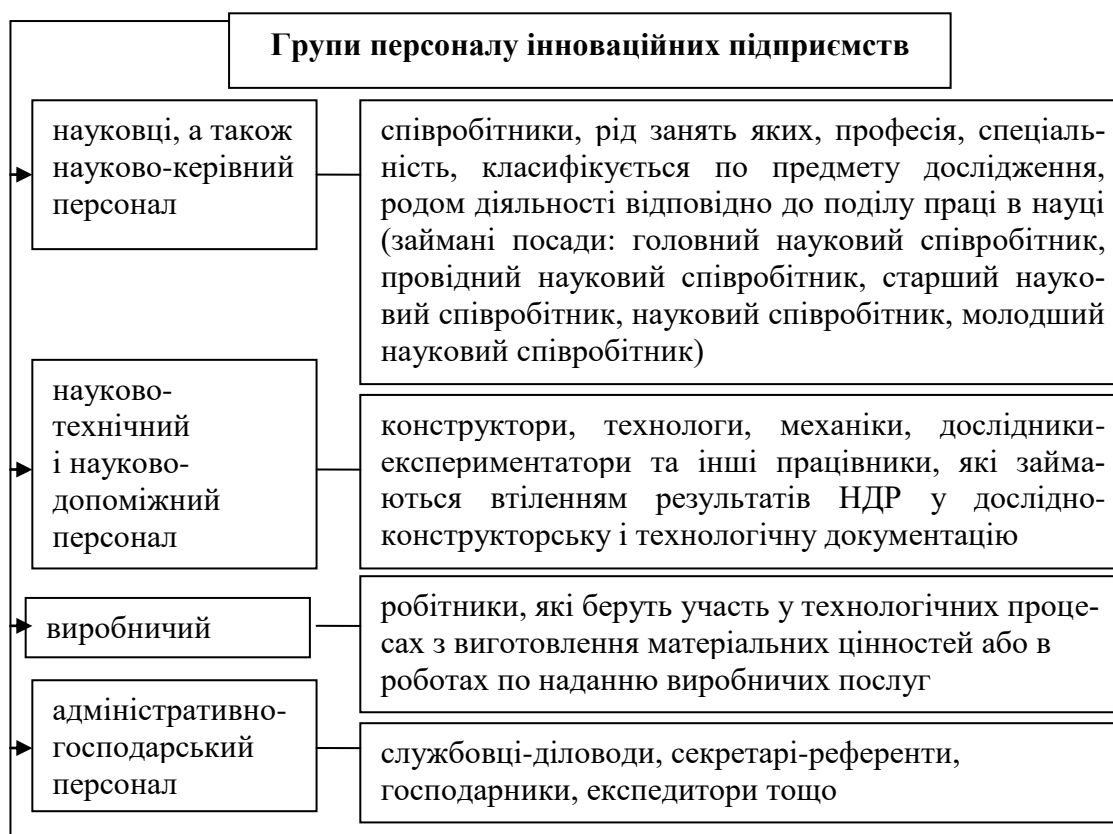 Групи персоналу інноваційних підприємств
науковці, а також
науково-керівний
персонал
співробітники, рід занять яких, професія, спеціаль-
ність, класифікується по предмету дослідження,
родом діяльності відповідно до поділу праці в науці
(займані посади: головний науковий співробітник,
провідний науковий співробітник, старший науко-
вий співробітник, науковий співробітник, молодший
науковий співробітник)
науково-
технічний
і науково-
допоміжний
персонал
конструктори, технологи, механіки, дослідники-
експериментатори та інші працівники, які займа-
ються втіленням результатів НДР у дослідно-
конструкторську і технологічну документацію
виробничий
робітники, які беруть участь у технологічних проце-
сах з виготовлення матеріальних цінностей або в
роботах по наданню виробничих послуг
адміністративно-
господарський
персонал
службовці-діловоди, секретарі-референти,
господарники, експедитори тощо